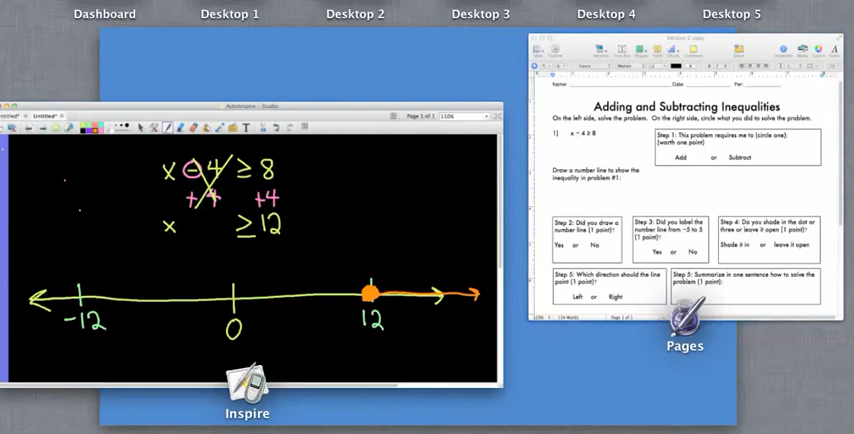 Dashboard
Desktop 1
Desktop 2
Desktop 3
Desktop 4
Desktop 5
ActivInspire - Studio
Untitled*
Page 1 of 1
x - 4 ≥ 8
+ 4 +4
x ≥ 12
-12
0
12
Inspire
Version 2 copy
Name:
Date:
Per:
Adding and Subtracting Inequalities
On the left side, solve the problem. On the right side, circle what you did to solve the problem.
1) x − 4 ≥ 8
Step 1: This problem requires me to (circle one):
(worth one point)
Add or Subtract
Draw a number line to show the
inequality in problem #1:
Step 2: Did you draw a
number line (1 point)?
Yes or No
Step 3: Did you label the
number line from −5 to 5
(1 point)?
Yes or No
Step 4: Do you shade in the dot or
three or leave it open (1 point)?
Shade it in or leave it open
Step 5: Which direction should the line
point (1 point)?
Left or Right
Step 5: Summarize in one sentence how to solve the
problem (1 point):
Page 1 of 1
Pages